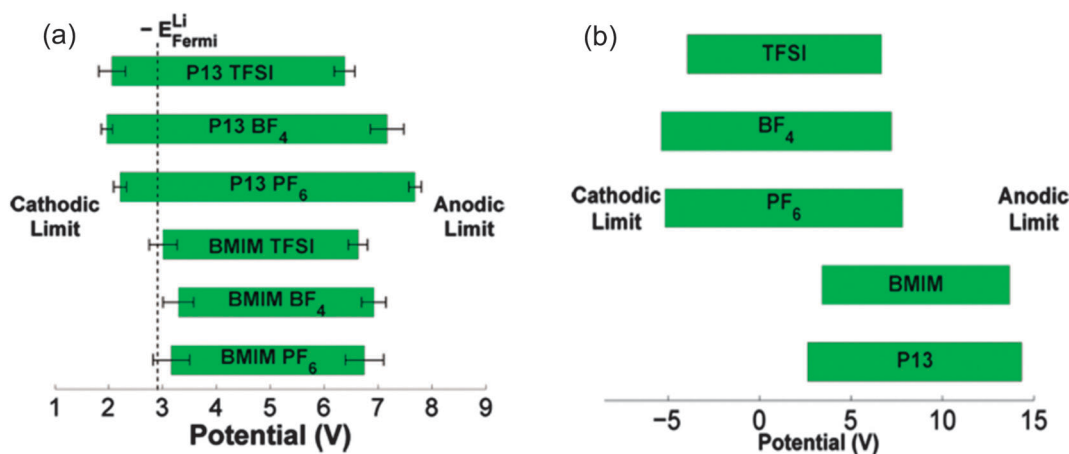 (a)
− E^Li_Fermi
P13 TFSI
P13 BF₄
P13 PF₆
Cathodic
Limit
Anodic
Limit
BMIM TFSI
BMIM BF₄
BMIM PF₆
1 2 3 4 5 6 7 8 9
Potential (V)
(b)
TFSI
BF₄
PF₆
Cathodic
Limit
Anodic
Limit
BMIM
P13
−5 0 5 10 15
Potential (V)